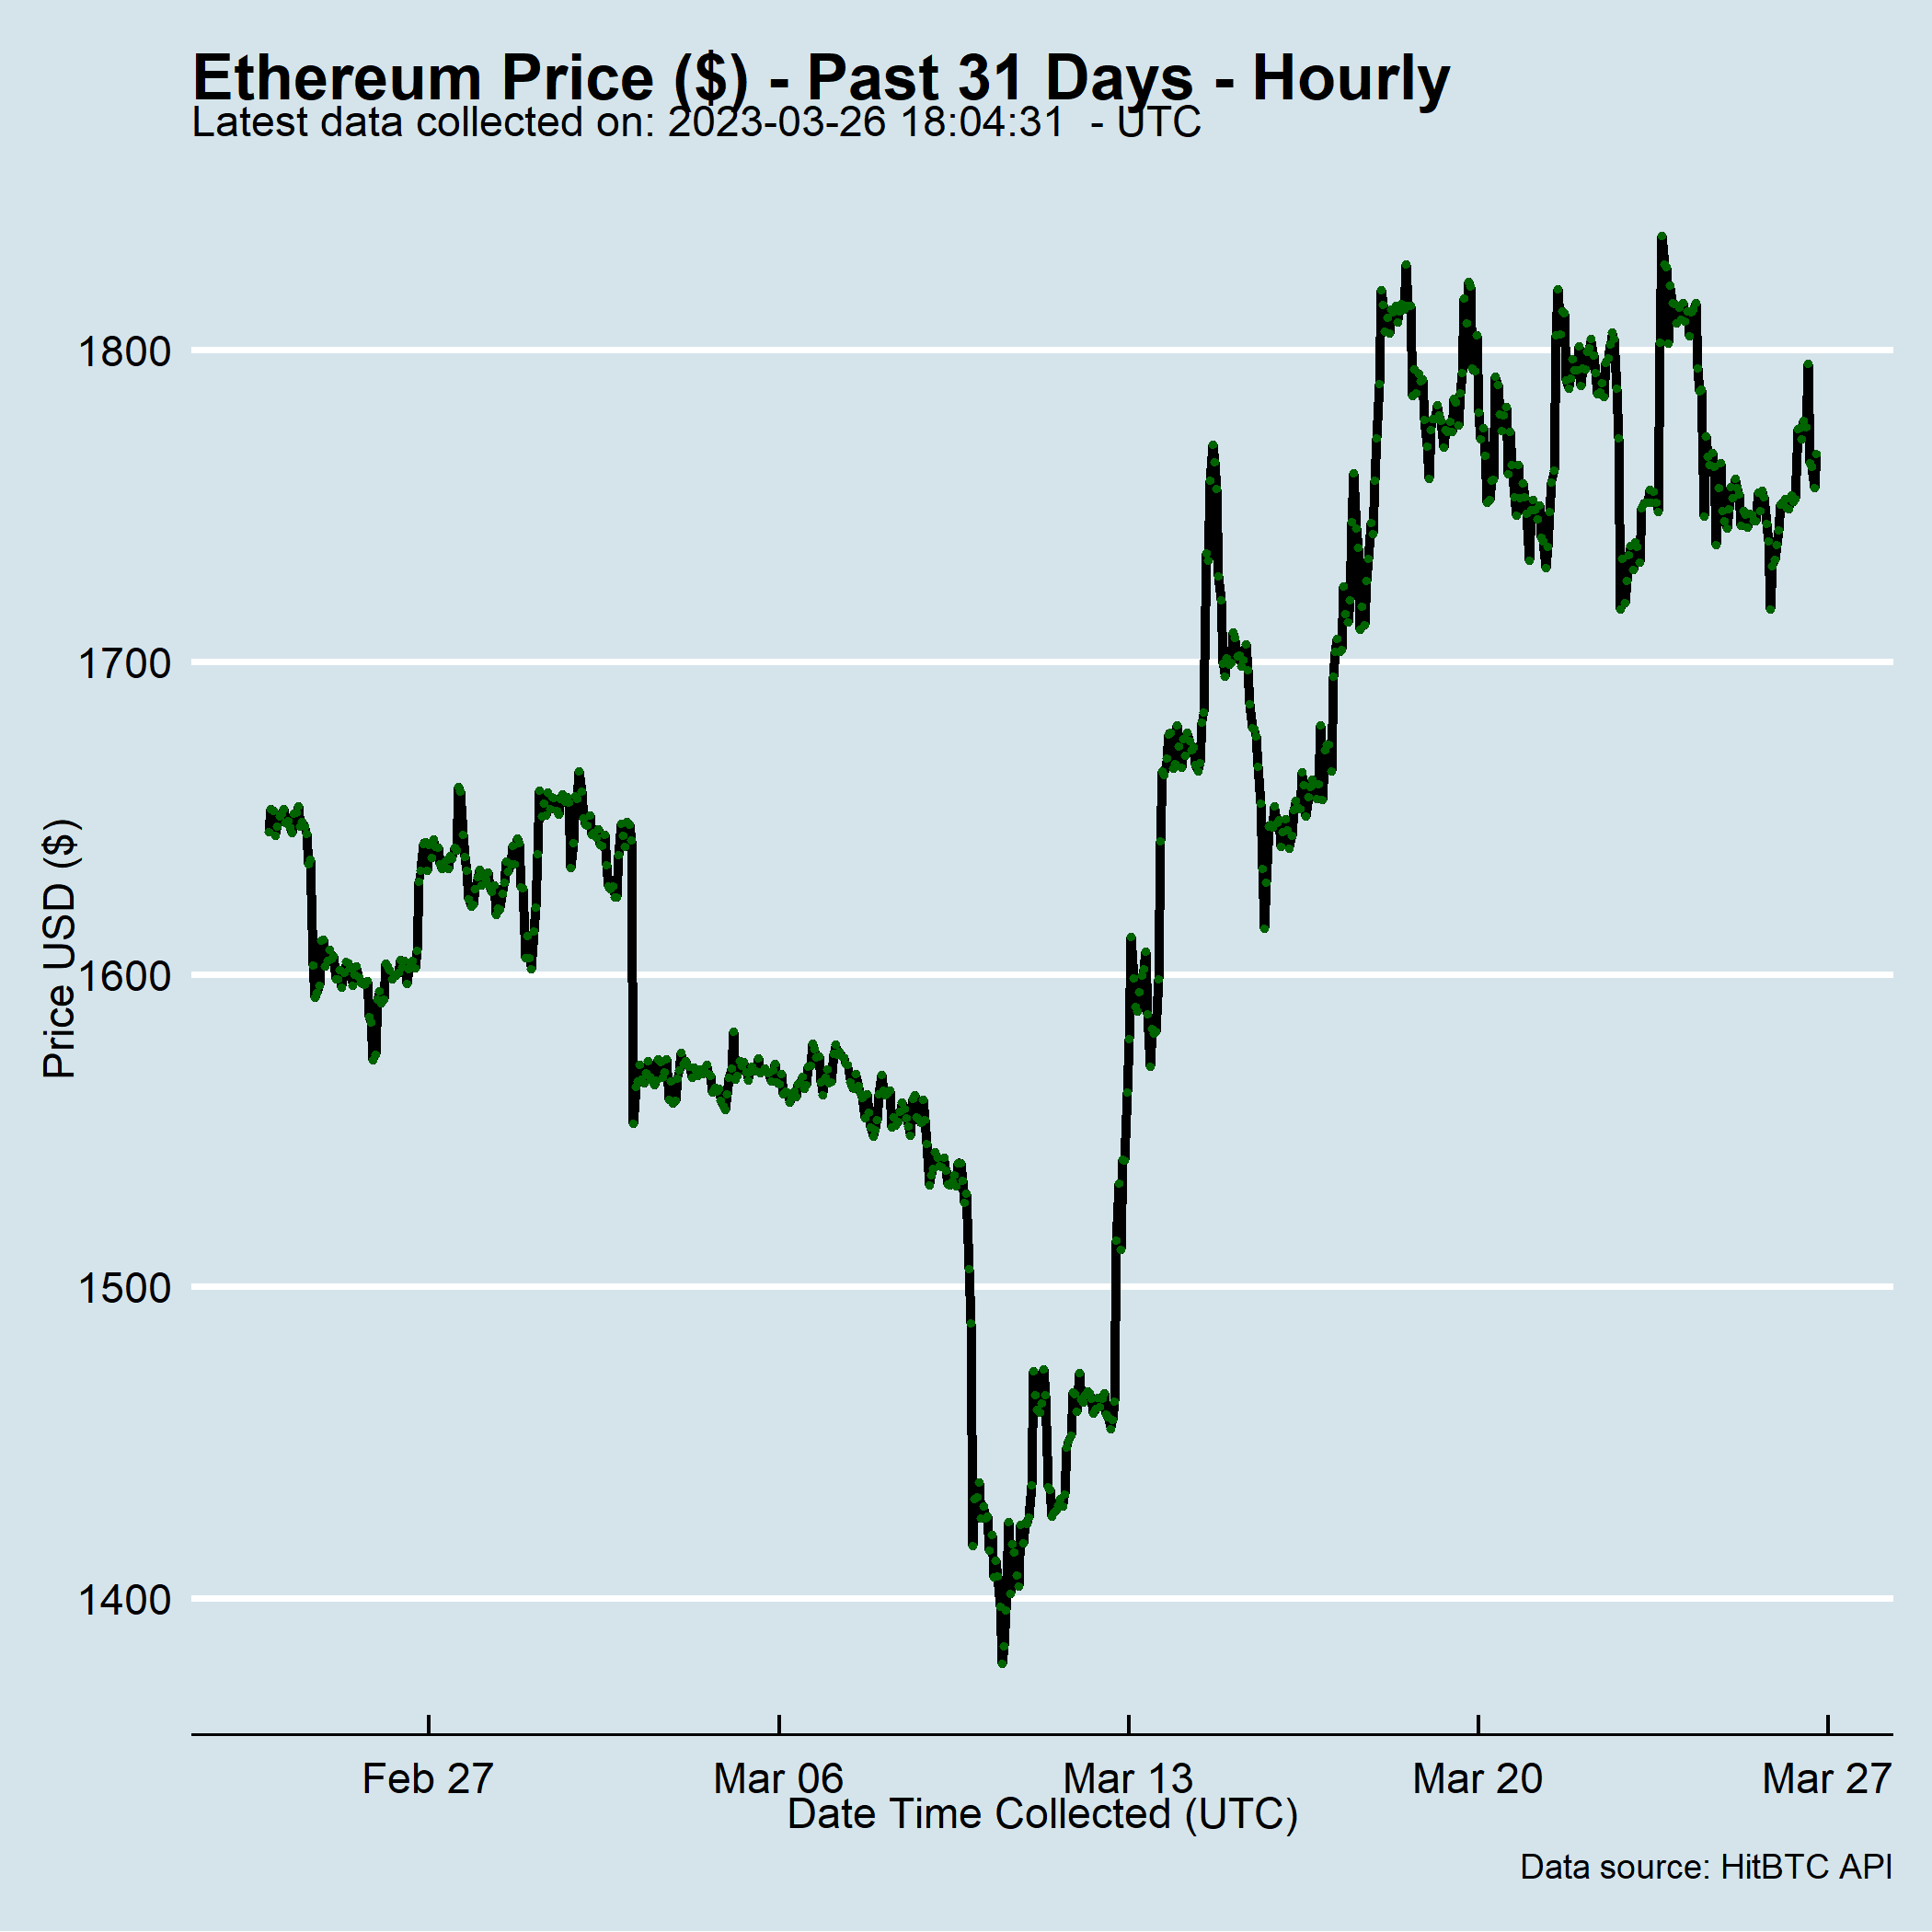 Ethereum Price ($) - Past 31 Days - Hourly
Latest data collected on: 2023-03-26 18:04:31  - UTC
Price USD ($)
1800
1700
1600
1500
1400
Feb 27
Mar 06
Mar 13
Mar 20
Mar 27
Date Time Collected (UTC)
Data source: HitBTC API